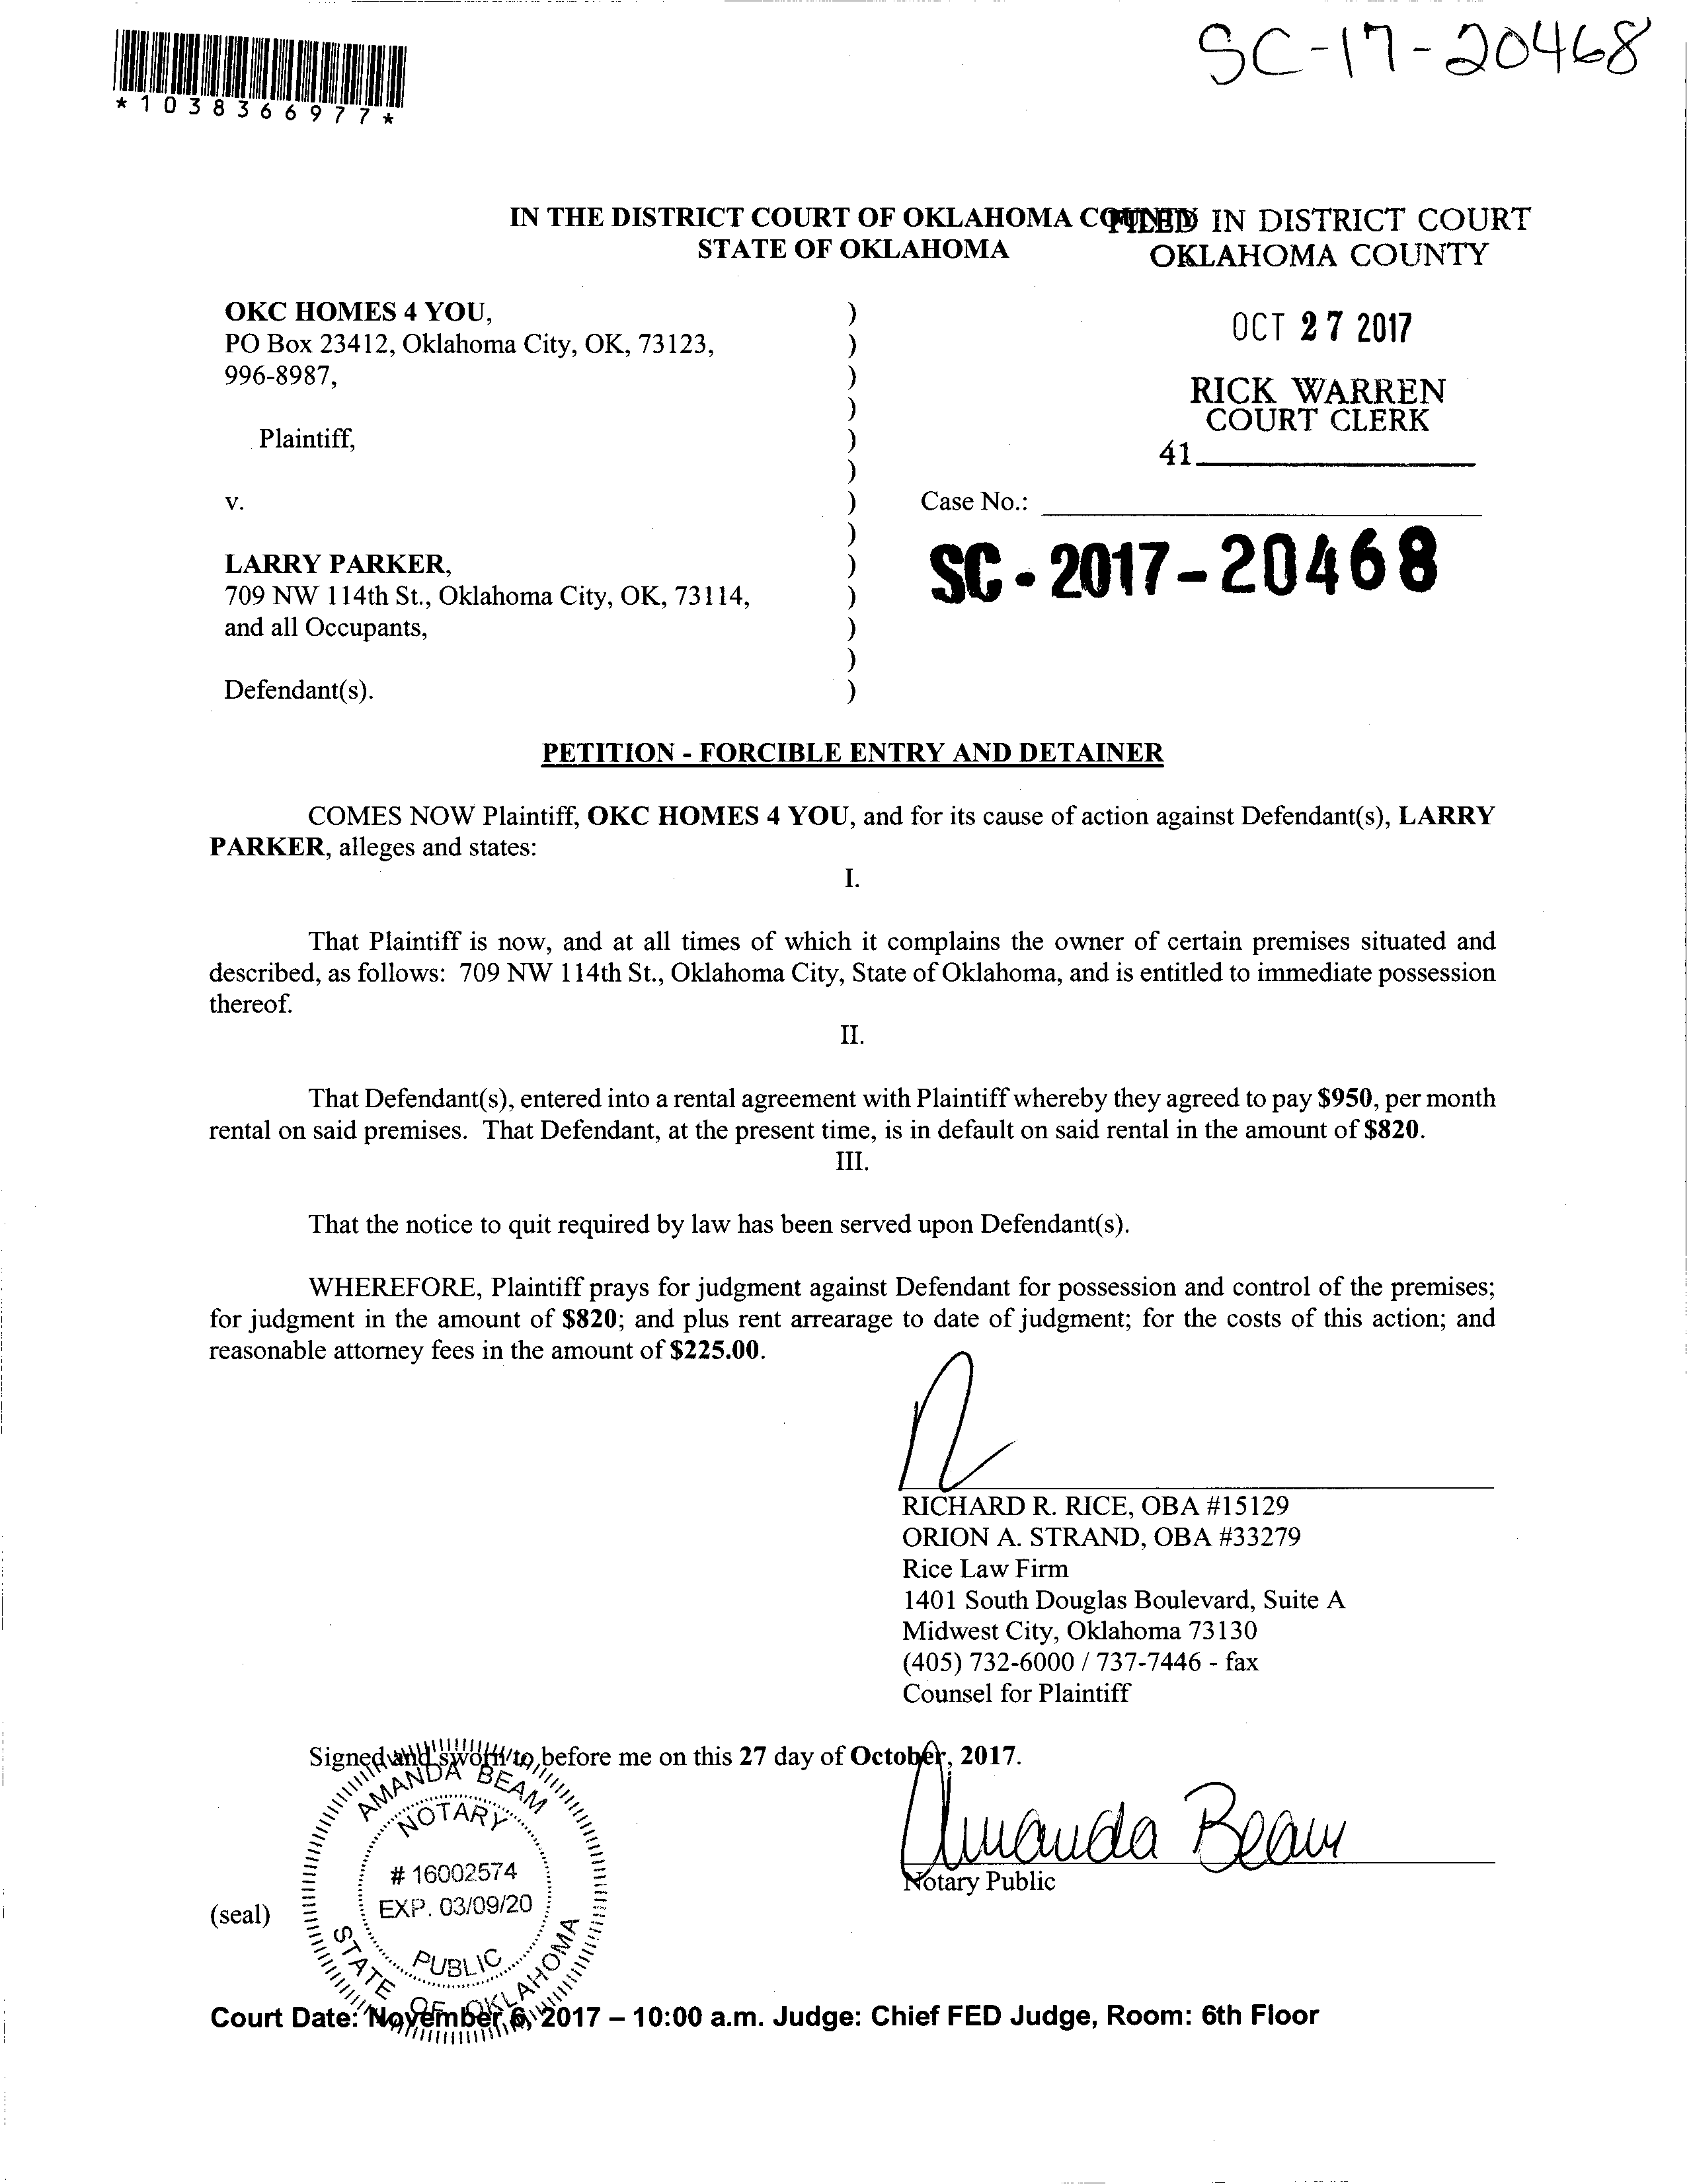 SC-17-20468
*1038366977*
IN THE DISTRICT COURT OF OKLAHOMA COUNTY
STATE OF OKLAHOMA
FILED IN DISTRICT COURT
OKLAHOMA COUNTY
OCT 27 2017
RICK WARREN
COURT CLERK
41
OKC HOMES 4 YOU, )
PO Box 23412, Oklahoma City, OK, 73123, )
996-8987, )
)
Plaintiff, )
)
v. ) Case No.:
)
SC-2017-20468
LARRY PARKER, )
709 NW 114th St., Oklahoma City, OK, 73114, )
and all Occupants, )
)
Defendant(s). )
PETITION - FORCIBLE ENTRY AND DETAINER
COMES NOW Plaintiff, OKC HOMES 4 YOU, and for its cause of action against Defendant(s), LARRY
PARKER, alleges and states:
I.
That Plaintiff is now, and at all times of which it complains the owner of certain premises situated and
described, as follows: 709 NW 114th St., Oklahoma City, State of Oklahoma, and is entitled to immediate possession
thereof.
II.
That Defendant(s), entered into a rental agreement with Plaintiff whereby they agreed to pay $950, per month
rental on said premises. That Defendant, at the present time, is in default on said rental in the amount of $820.
III.
That the notice to quit required by law has been served upon Defendant(s).
WHEREFORE, Plaintiff prays for judgment against Defendant for possession and control of the premises;
for judgment in the amount of $820; and plus rent arrearage to date of judgment; for the costs of this action; and
reasonable attorney fees in the amount of $225.00.
RICHARD R. RICE, OBA #15129
ORION A. STRAND, OBA #33279
Rice Law Firm
1401 South Douglas Boulevard, Suite A
Midwest City, Oklahoma 73130
(405) 732-6000 / 737-7446 - fax
Counsel for Plaintiff
Signed and sworn to before me on this 27 day of October, 2017.
Amanda Beam
Notary Public
(seal)
AMANDA BEAM
NOTARY
# 16002574
EXP. 03/09/20
PUBLIC
STATE OF OKLAHOMA
Court Date: November 6, 2017 – 10:00 a.m. Judge: Chief FED Judge, Room: 6th Floor